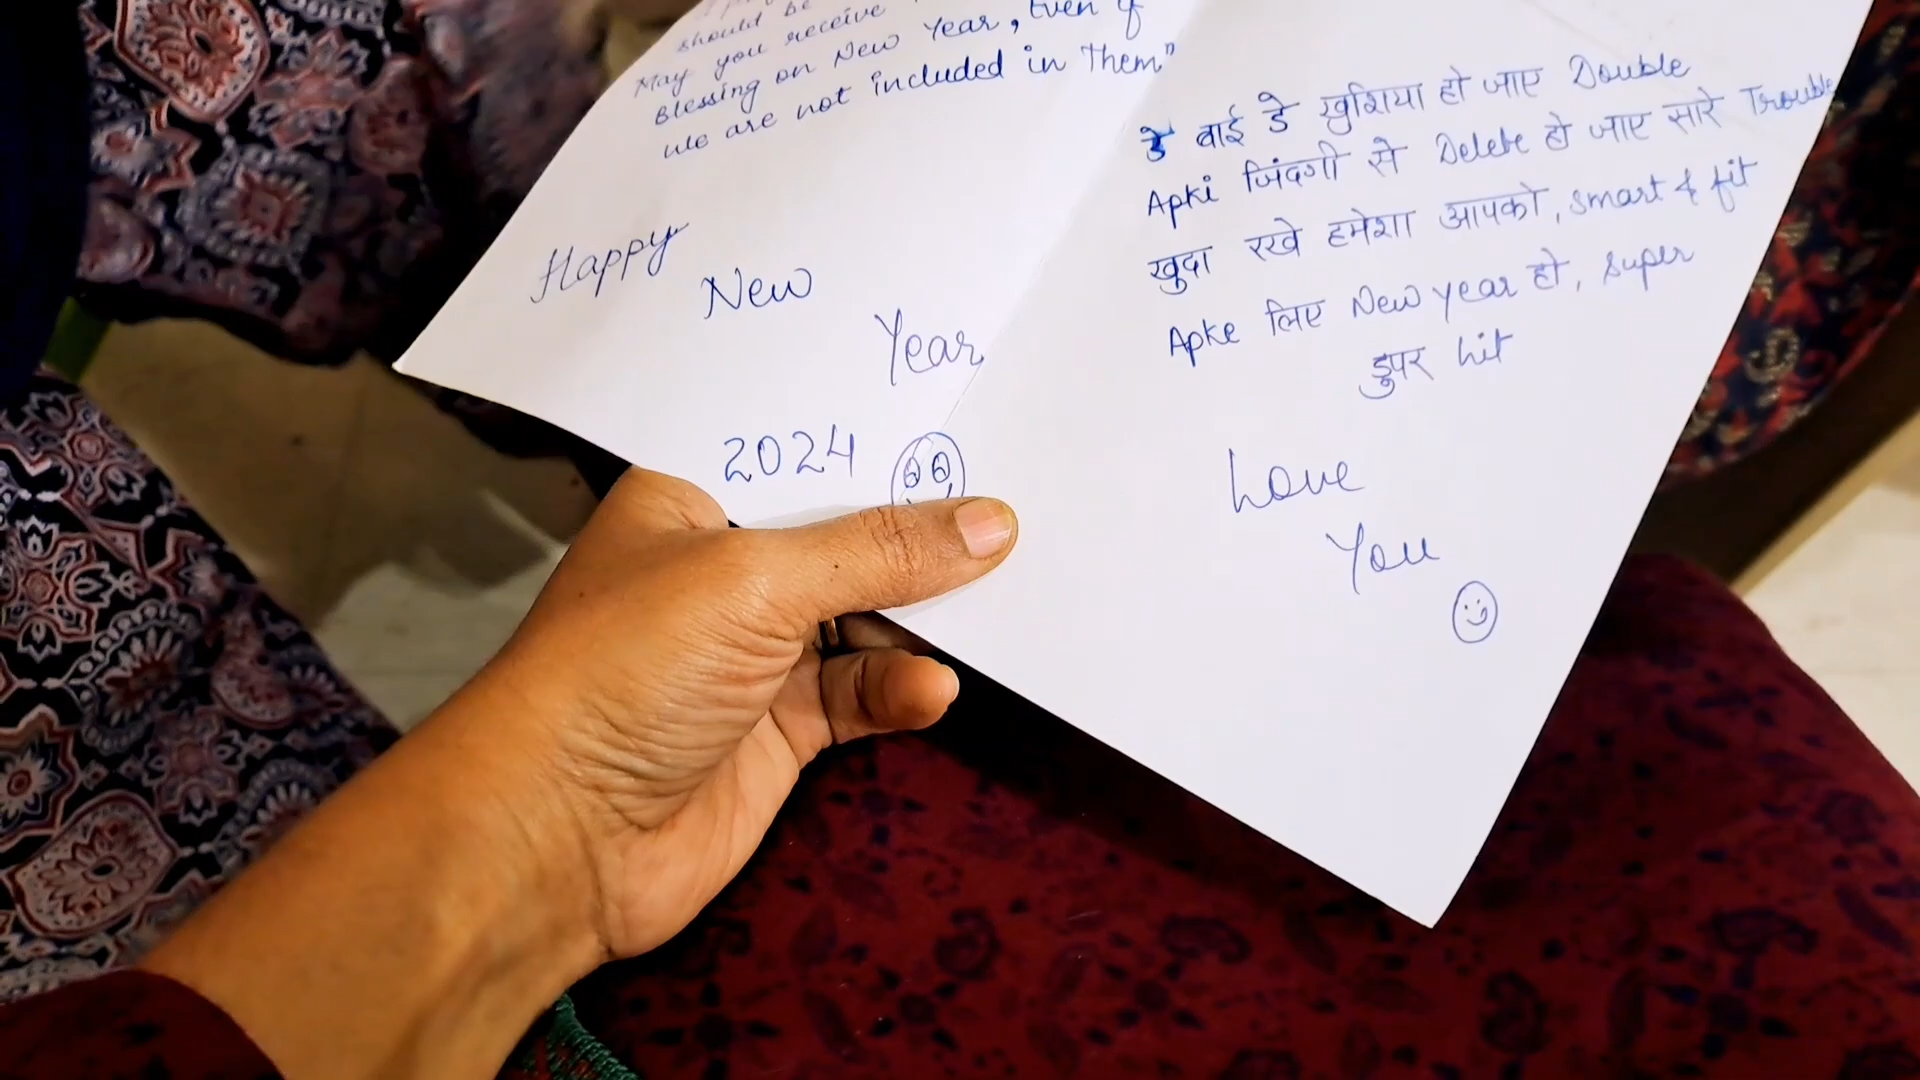 should be
May you receive
Blessing on New Year, Even if
we are not included in Them"
Happy
New
Year
2024
डे बाई डे खुशिया हो जाए Double
Apki जिंदगी से Delete हो जाए सारे Trouble
खुदा रखे हमेशा आपको, smart & fit
Apke लिए New year हो, super
डुपर hit
Love
You